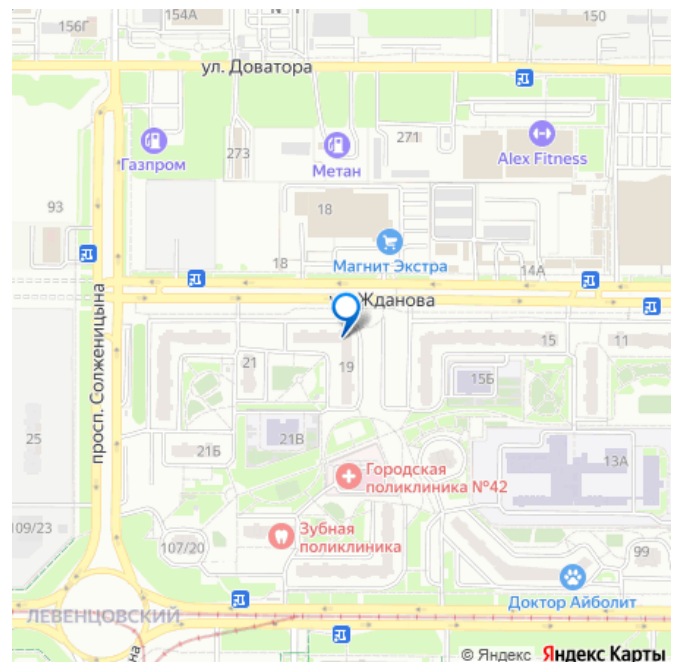 156Г
154А
150
ул. Доватора
Газпром
273
Метан
271
Alex Fitness
93
18
Магнит Экстра
18
14А
Жданова
просп. Солженицына
21
19
15
11
15Б
25
21Б
21В
13А
Городская
поликлиника №42
Зубная
поликлиника
109/23
107/20
99
Доктор Айболит
ЛЕВЕНЦОВСКИЙ
© Яндекс Яндекс Карты